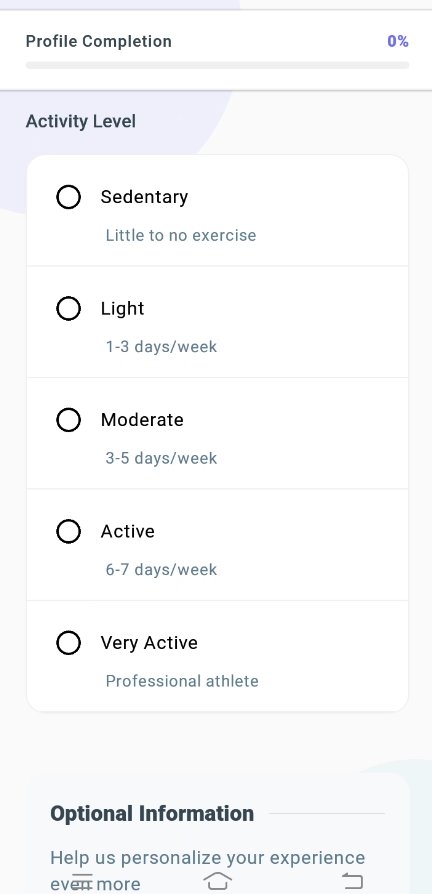 Profile Completion 0%
Activity Level
Sedentary
Little to no exercise
Light
1-3 days/week
Moderate
3-5 days/week
Active
6-7 days/week
Very Active
Professional athlete
Optional Information
Help us personalize your experience
even more